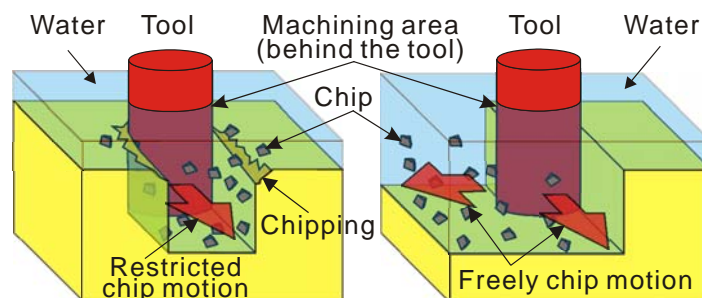 Water
Tool
Machining area
(behind the tool)
Tool
Water
Chip
Chipping
Restricted
chip motion
Freely chip motion